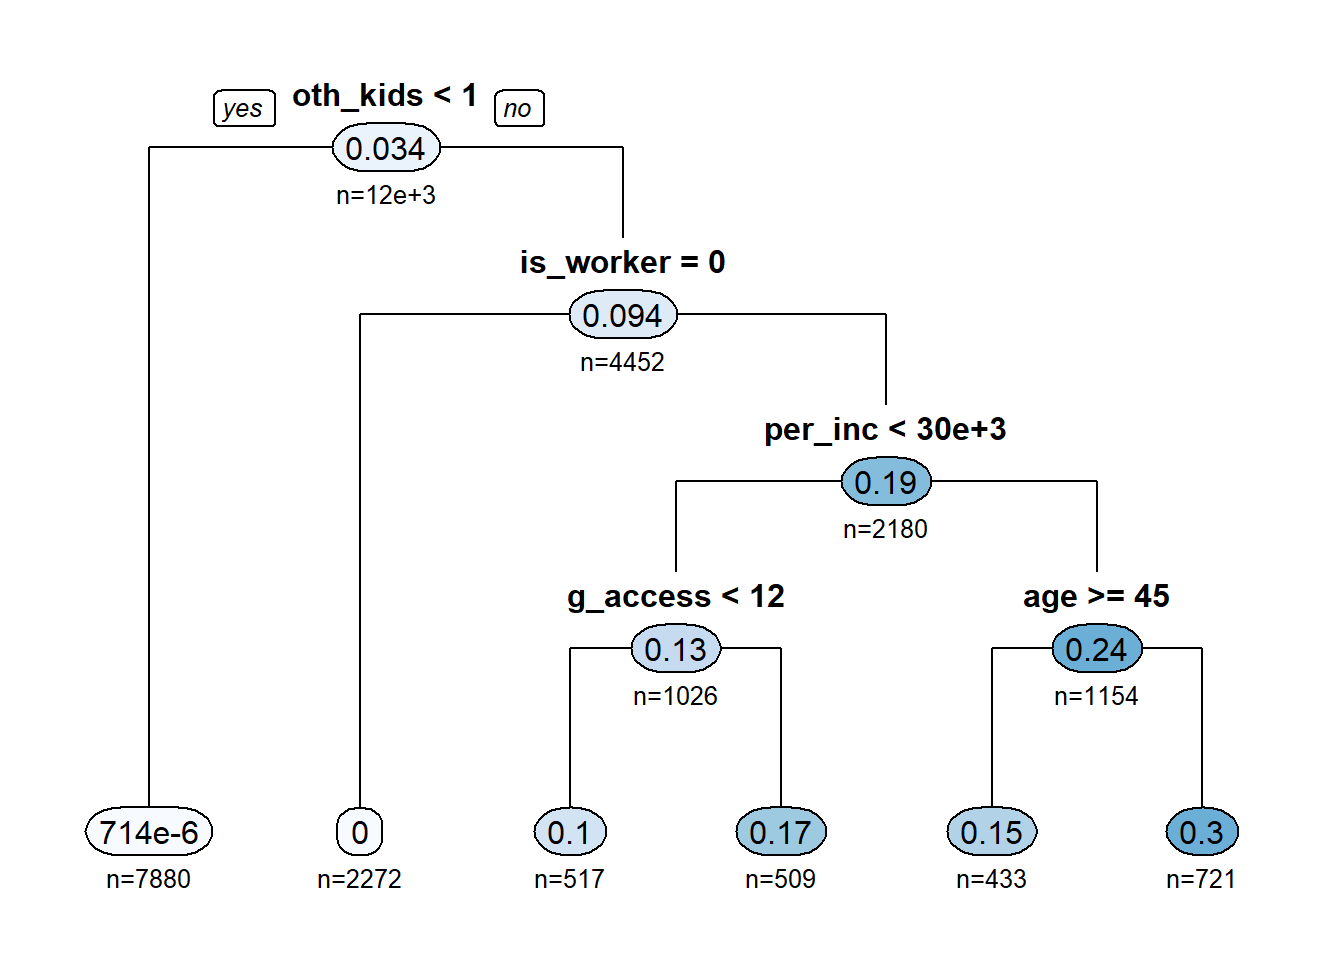 oth_kids < 1
yes
no
0.034
n=12e+3
is_worker = 0
0.094
n=4452
per_inc < 30e+3
0.19
n=2180
g_access < 12
age >= 45
0.13
0.24
n=1026
n=1154
714e-6
0
0.1
0.17
0.15
0.3
n=7880
n=2272
n=517
n=509
n=433
n=721